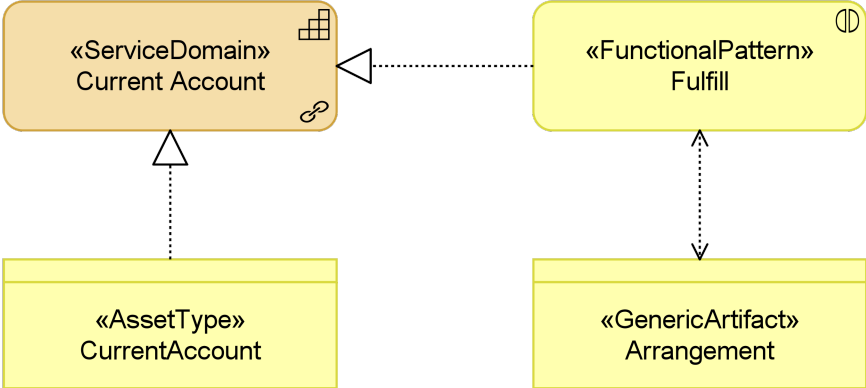 «ServiceDomain»
Current Account
«FunctionalPattern»
Fulfill
«AssetType»
CurrentAccount
«GenericArtifact»
Arrangement